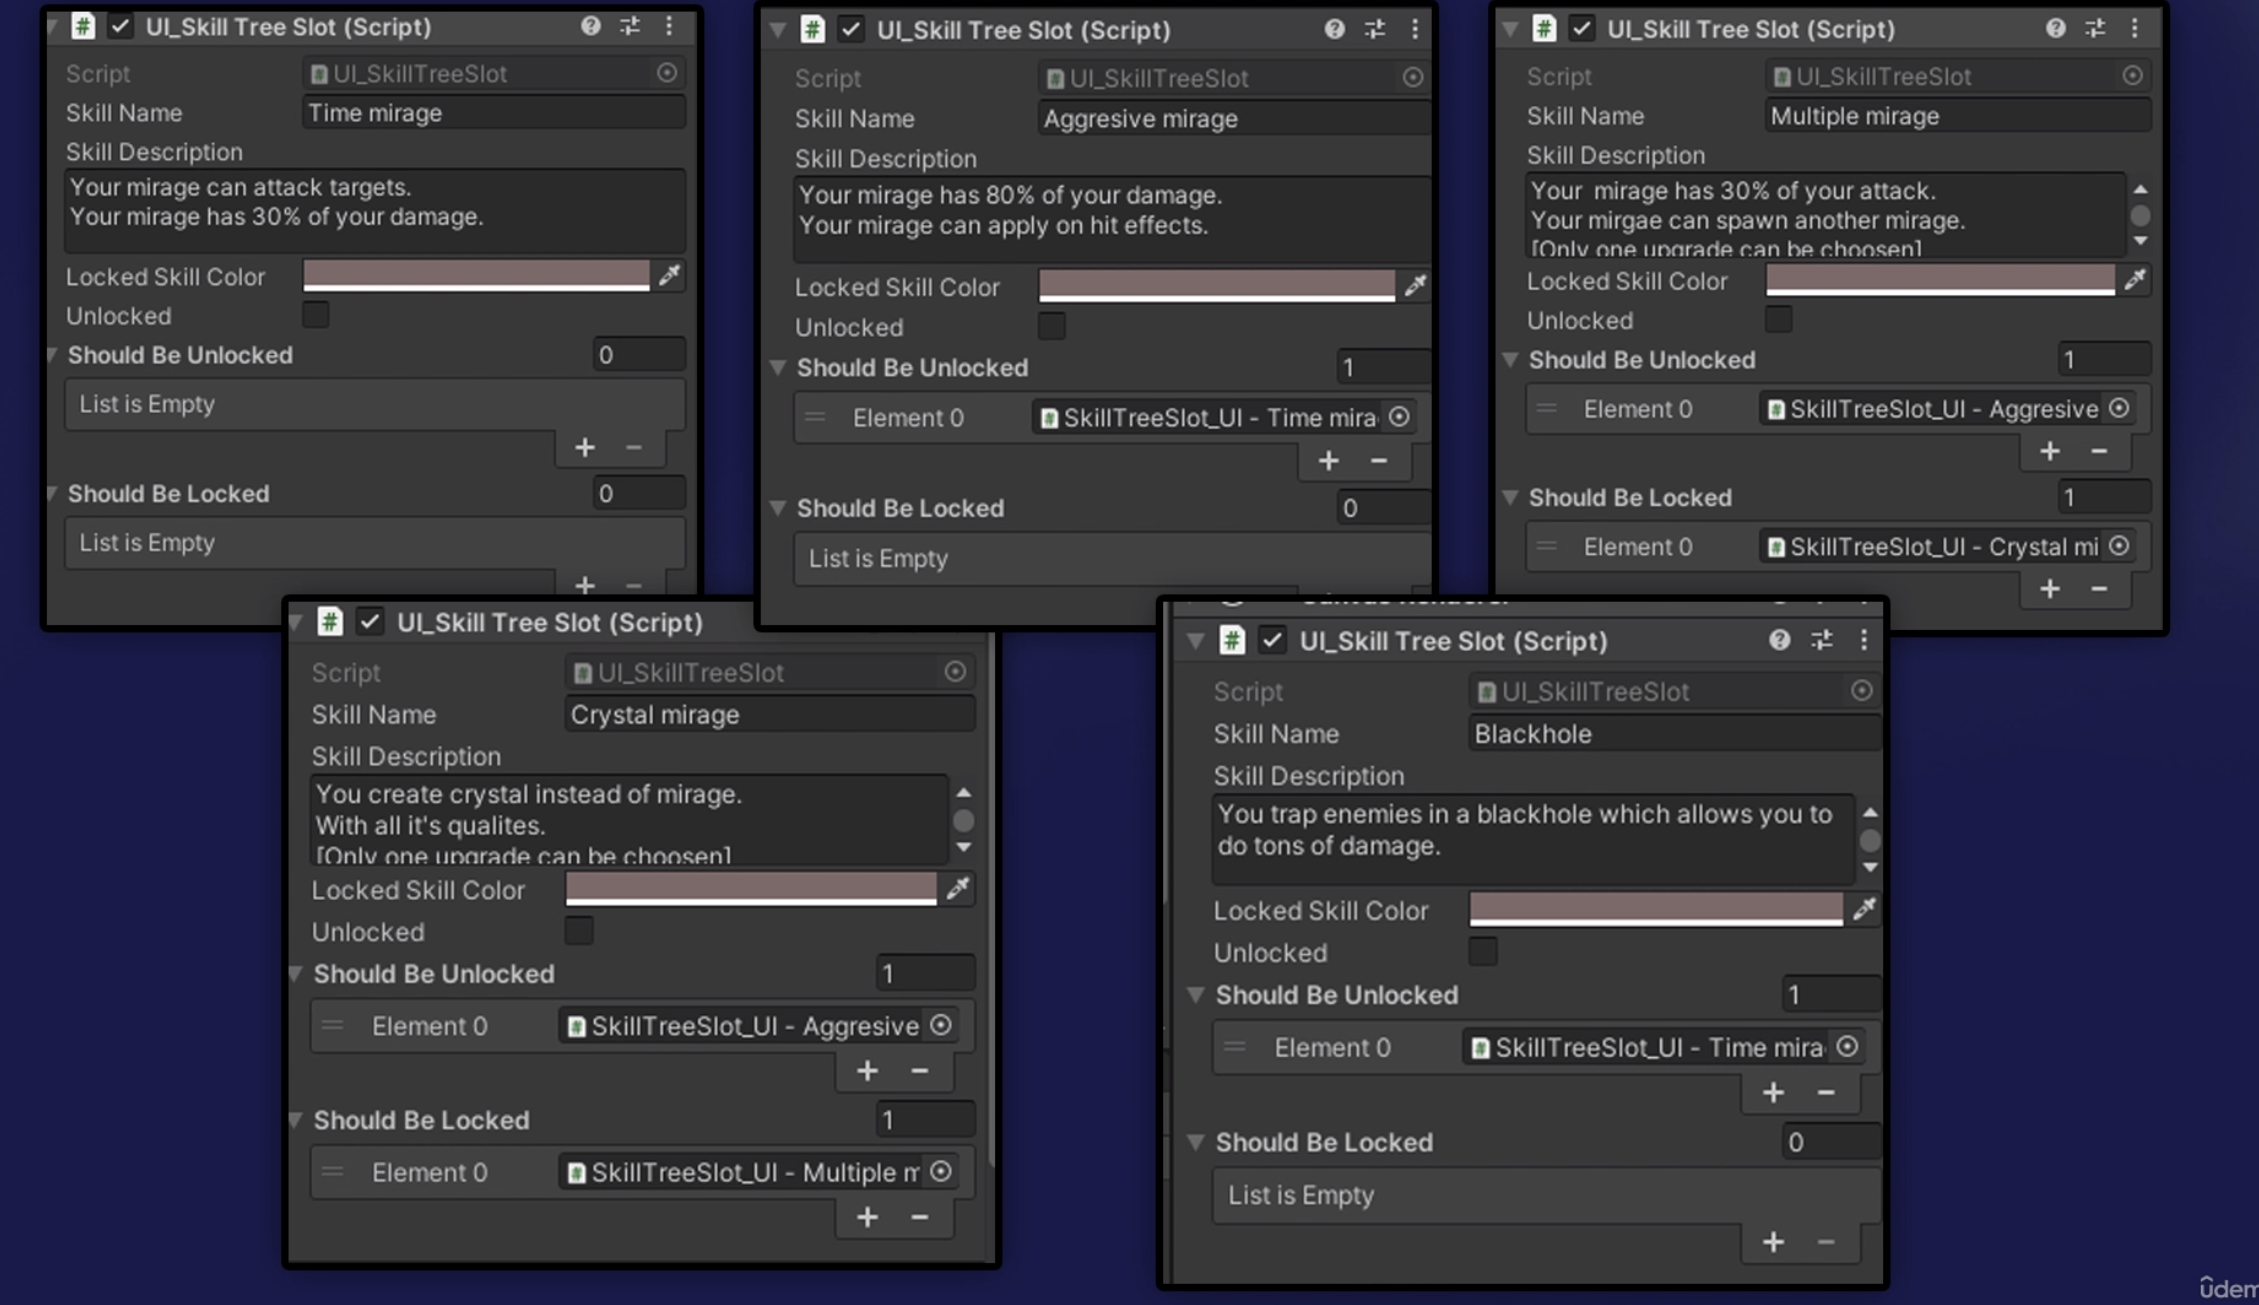 UI_Skill Tree Slot (Script)
Script
UI_SkillTreeSlot
Skill Name
Time mirage
Skill Description
Your mirage can attack targets.
Your mirage has 30% of your damage.
Locked Skill Color
Unlocked
Should Be Unlocked
0
List is Empty
Should Be Locked
0
List is Empty
UI_Skill Tree Slot (Script)
Script
UI_SkillTreeSlot
Skill Name
Aggresive mirage
Skill Description
Your mirage has 80% of your damage.
Your mirage can apply on hit effects.
Locked Skill Color
Unlocked
Should Be Unlocked
1
Element 0
SkillTreeSlot_UI - Time mira
Should Be Locked
0
List is Empty
UI_Skill Tree Slot (Script)
Script
UI_SkillTreeSlot
Skill Name
Multiple mirage
Skill Description
Your  mirage has 30% of your attack.
Your mirgae can spawn another mirage.
[Only one upgrade can be choosen]
Locked Skill Color
Unlocked
Should Be Unlocked
1
Element 0
SkillTreeSlot_UI - Aggresive
Should Be Locked
1
Element 0
SkillTreeSlot_UI - Crystal mi
UI_Skill Tree Slot (Script)
Script
UI_SkillTreeSlot
Skill Name
Crystal mirage
Skill Description
You create crystal instead of mirage.
With all it's qualites.
[Only one upgrade can be choosen]
Locked Skill Color
Unlocked
Should Be Unlocked
1
Element 0
SkillTreeSlot_UI - Aggresive
Should Be Locked
1
Element 0
SkillTreeSlot_UI - Multiple m
UI_Skill Tree Slot (Script)
Script
UI_SkillTreeSlot
Skill Name
Blackhole
Skill Description
You trap enemies in a blackhole which allows you to
do tons of damage.
Locked Skill Color
Unlocked
Should Be Unlocked
1
Element 0
SkillTreeSlot_UI - Time mira
Should Be Locked
0
List is Empty
ûdem